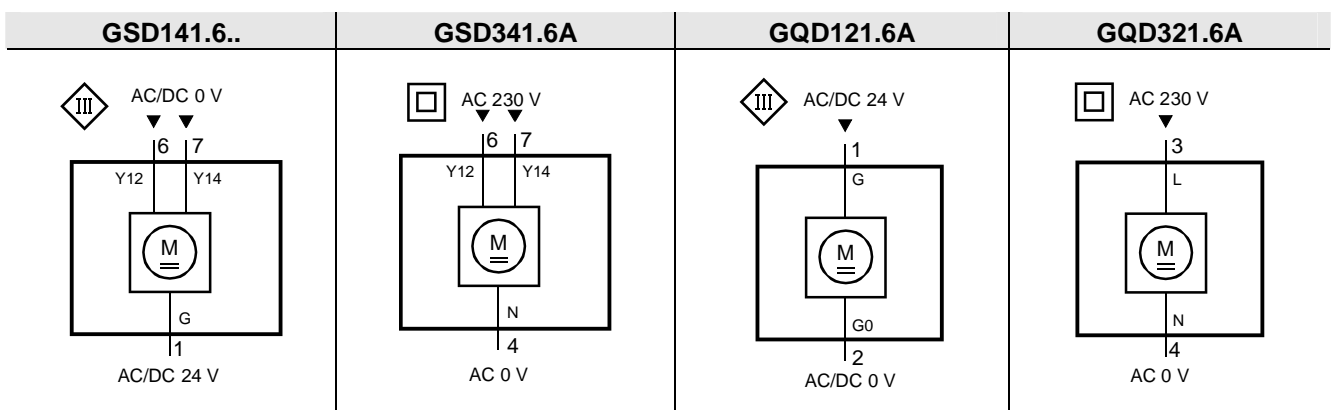 GSD141.6.. GSD341.6A GQD121.6A GQD321.6A
III AC/DC 0 V
6 7
Y12 Y14
M
G
1
AC/DC 24 V
AC 230 V
6 7
Y12 Y14
M
N
4
AC 0 V
III AC/DC 24 V
1
G
M
G0
2
AC/DC 0 V
AC 230 V
3
L
M
N
4
AC 0 V